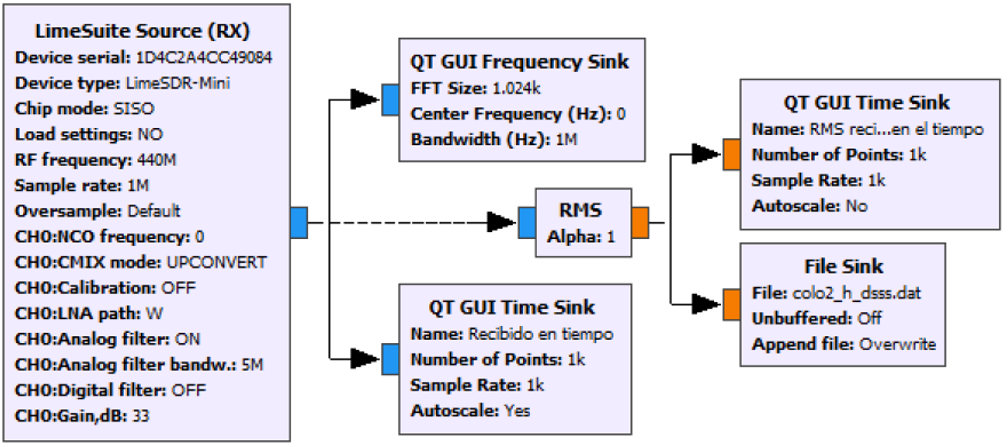 LimeSuite Source (RX)
Device serial: 1D4C2A4CC49084
Device type: LimeSDR-Mini
Chip mode: SISO
Load settings: NO
RF frequency: 440M
Sample rate: 1M
Oversample: Default
CH0:NCO frequency: 0
CH0:CMIX mode: UPCONVERT
CH0:Calibration: OFF
CH0:LNA path: W
CH0:Analog filter: ON
CH0:Analog filter bandw.: 5M
CH0:Digital filter: OFF
CH0:Gain,dB: 33
QT GUI Frequency Sink
FFT Size: 1.024k
Center Frequency (Hz): 0
Bandwidth (Hz): 1M
RMS
Alpha: 1
QT GUI Time Sink
Name: Recibido en tiempo
Number of Points: 1k
Sample Rate: 1k
Autoscale: Yes
QT GUI Time Sink
Name: RMS reci...en el tiempo
Number of Points: 1k
Sample Rate: 1k
Autoscale: No
File Sink
File: colo2_h_dsss.dat
Unbuffered: Off
Append file: Overwrite